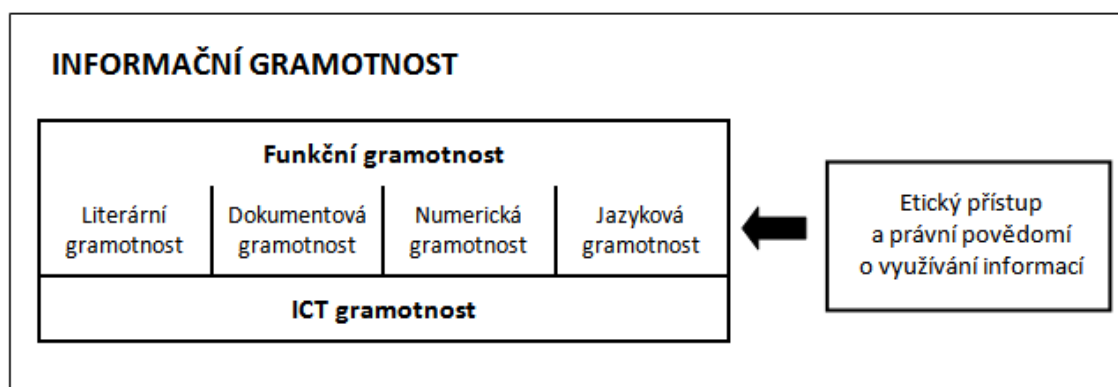 INFORMAČNÍ GRAMOTNOST
Funkční gramotnost
Literární
gramotnost
Dokumentová
gramotnost
Numerická
gramotnost
Jazyková
gramotnost
ICT gramotnost
Etický přístup
a právní povědomí
o využívání informací